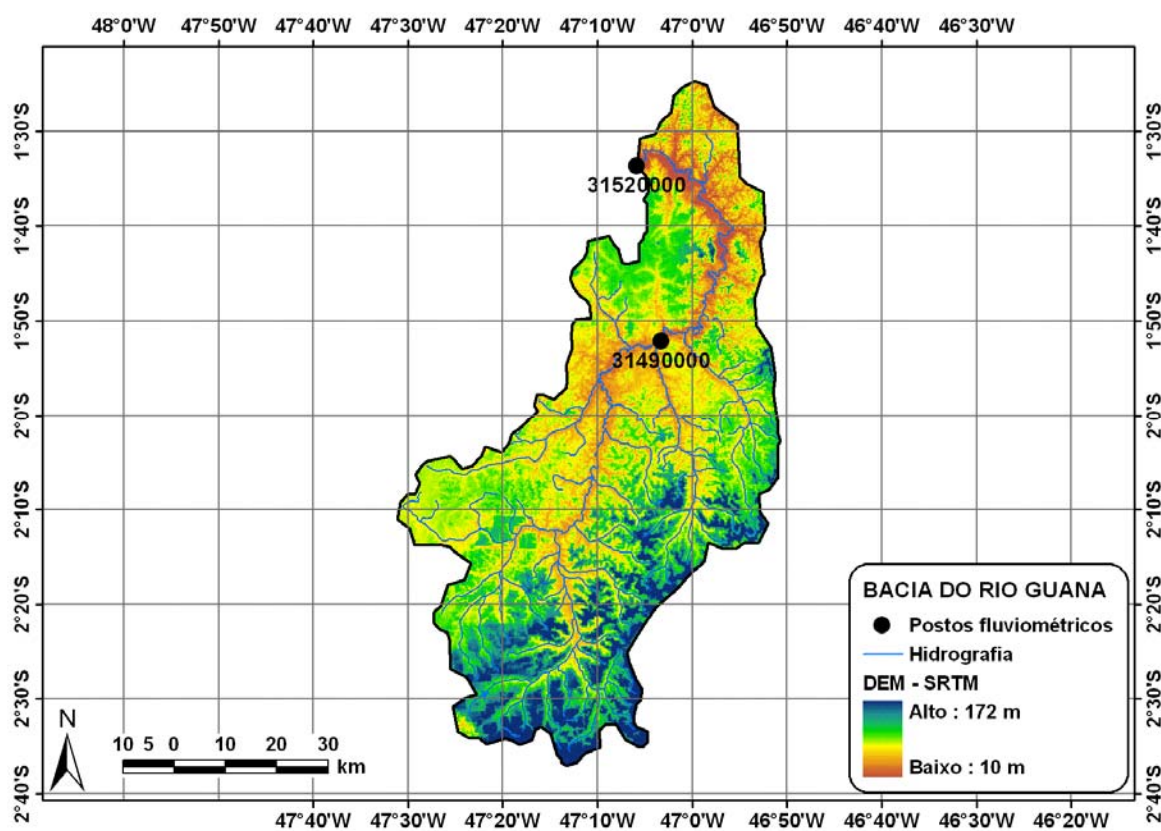 48°0'W 47°50'W 47°40'W 47°30'W 47°20'W 47°10'W 47°0'W 46°50'W 46°40'W 46°30'W
1°30'S 1°30'S
31520000
1°40'S 1°40'S
1°50'S 1°50'S
31490000
2°0'S 2°0'S
2°10'S 2°10'S
BACIA DO RIO GUANA
2°20'S 2°20'S
Postos fluviométricos
Hidrografia
DEM - SRTM
2°30'S 2°30'S
Alto : 172 m
N
10 5 0 10 20 30
km
Baixo : 10 m
2°40'S 2°40'S
47°30'W 47°20'W 47°10'W 47°0'W 46°50'W 46°40'W 46°30'W 46°20'W